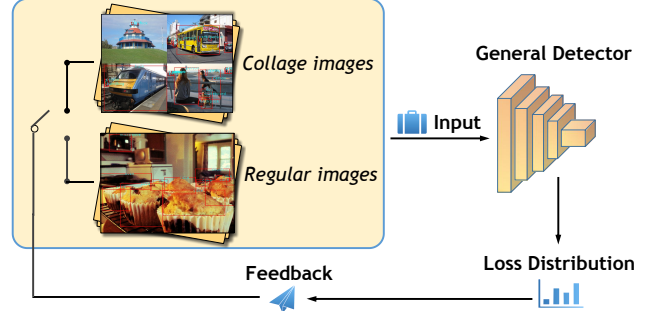 Collage images
General Detector
Input
Regular images
Loss Distribution
Feedback